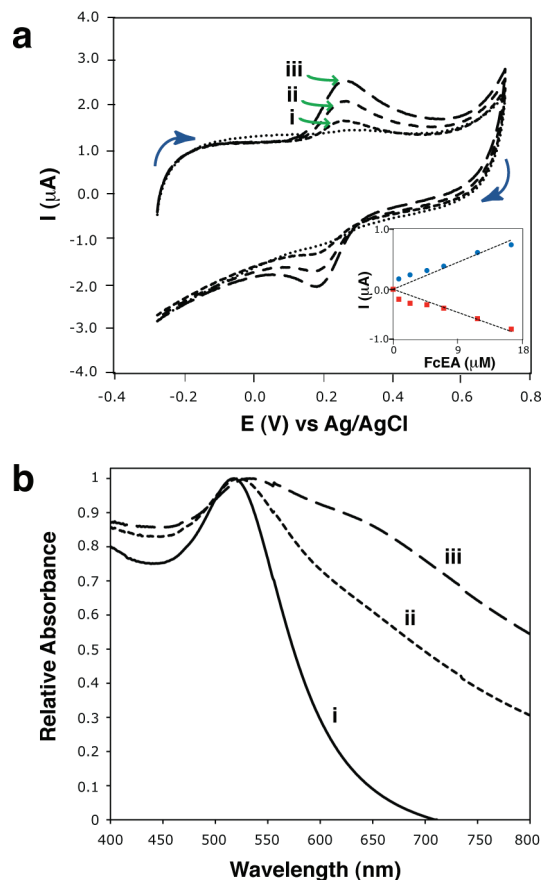 a
4.0
3.0
2.0
1.0
0.0
-1.0
-2.0
-3.0
-4.0
I (μA)
iii
ii
i
-0.4 -0.2 0.0 0.2 0.4 0.6 0.8
E (V) vs Ag/AgCl
1.0
0.0
-1.0
I (μA)
0 9 18
FcEA (μM)
b
1
0.9
0.8
0.7
0.6
0.5
0.4
0.3
0.2
0.1
0
Relative Absorbance
iii
ii
i
400 450 500 550 600 650 700 750 800
Wavelength (nm)